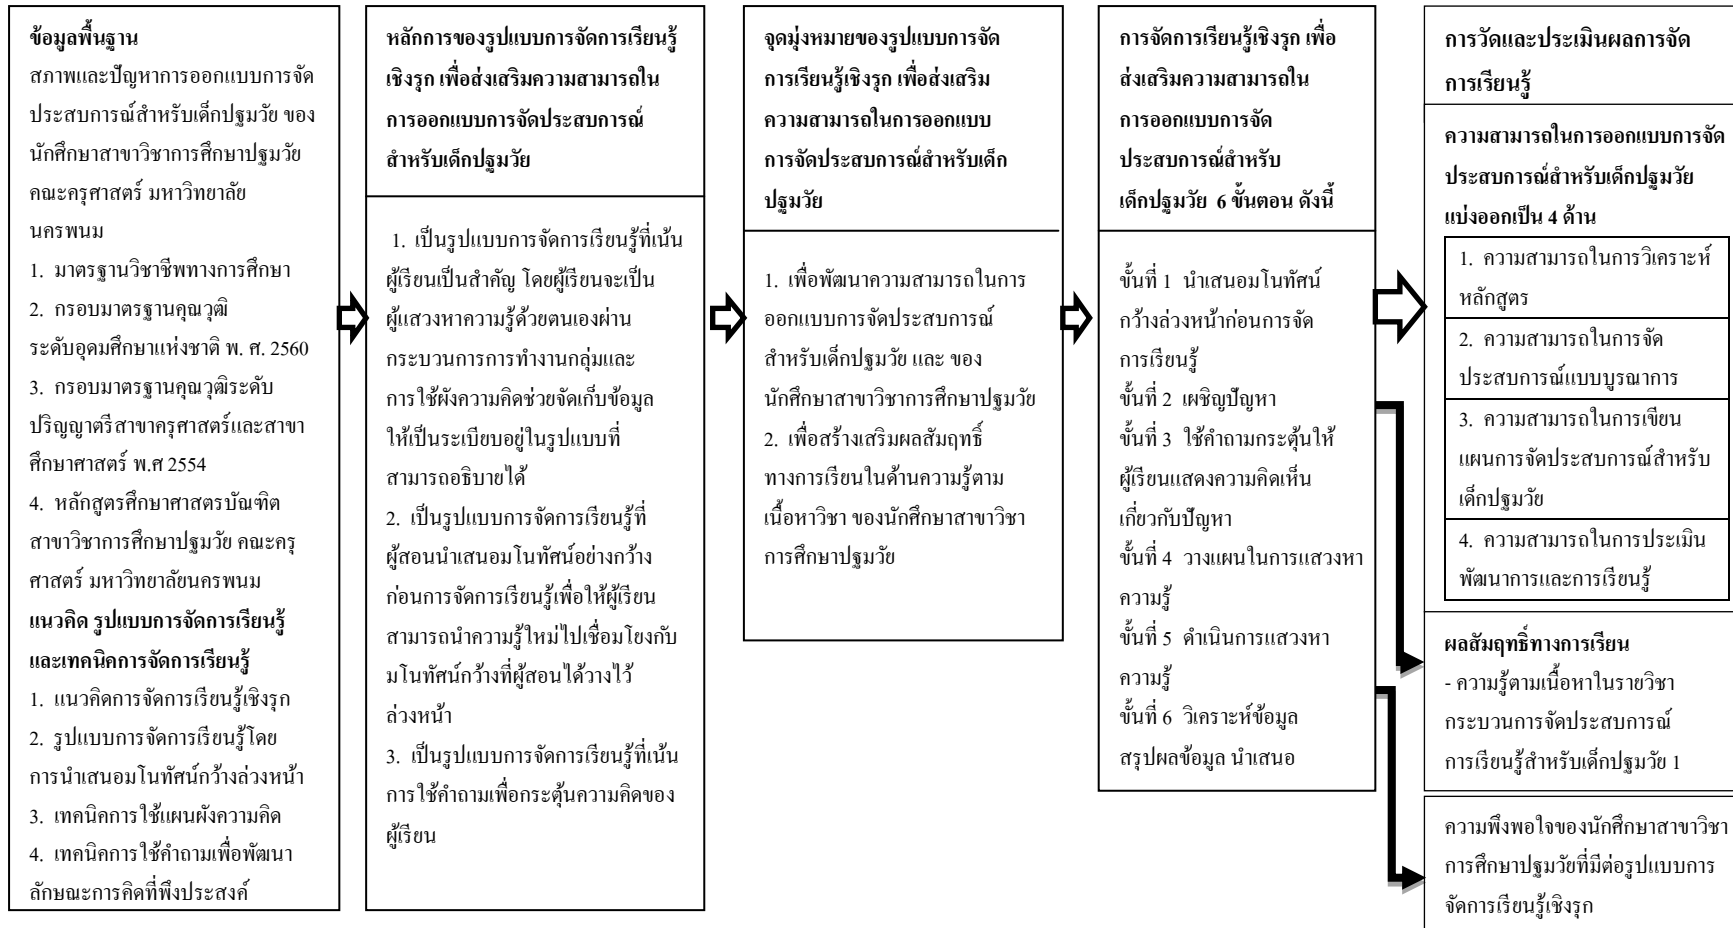 ข้อมูลพื้นฐาน
สภาพและปัญหาการออกแบบการจัด
ประสบการณ์สำหรับเด็กปฐมวัย ของ
นักศึกษาสาขาวิชาการศึกษาปฐมวัย
คณะครุศาสตร์ มหาวิทยาลัย
นครพนม
1. มาตรฐานวิชาชีพทางการศึกษา
2. กรอบมาตรฐานคุณวุฒิ
ระดับอุดมศึกษาแห่งชาติ พ. ศ. 2560
3. กรอบมาตรฐานคุณวุฒิระดับ
ปริญญาตรีสาขาครุศาสตร์และสาขา
ศึกษาศาสตร์ พ.ศ 2554
4. หลักสูตรศึกษาศาสตรบัณฑิต
สาขาวิชาการศึกษาปฐมวัย คณะครุ
ศาสตร์ มหาวิทยาลัยนครพนม
แนวคิด รูปแบบการจัดการเรียนรู้
และเทคนิคการจัดการเรียนรู้
1. แนวคิดการจัดการเรียนรู้เชิงรุก
2. รูปแบบการจัดการเรียนรู้โดย
การนำเสนอมโนทัศน์กว้างล่วงหน้า
3. เทคนิคการใช้แผนผังความคิด
4. เทคนิคการใช้คำถามเพื่อพัฒนา
ลักษณะการคิดที่พึงประสงค์
หลักการของรูปแบบการจัดการเรียนรู้
เชิงรุก เพื่อส่งเสริมความสามารถใน
การออกแบบการจัดประสบการณ์
สำหรับเด็กปฐมวัย
1. เป็นรูปแบบการจัดการเรียนรู้ที่เน้น
ผู้เรียนเป็นสำคัญ โดยผู้เรียนจะเป็น
ผู้แสวงหาความรู้ด้วยตนเองผ่าน
กระบวนการการทำงานกลุ่มและ
การใช้ผังความคิดช่วยจัดเก็บข้อมูล
ให้เป็นระเบียบอยู่ในรูปแบบที่
สามารถอธิบายได้
2. เป็นรูปแบบการจัดการเรียนรู้ที่
ผู้สอนนำเสนอมโนทัศน์อย่างกว้าง
ก่อนการจัดการเรียนรู้เพื่อให้ผู้เรียน
สามารถนำความรู้ใหม่ไปเชื่อมโยงกับ
มโนทัศน์กว้างที่ผู้สอนได้วางไว้
ล่วงหน้า
3. เป็นรูปแบบการจัดการเรียนรู้ที่เน้น
การใช้คำถามเพื่อกระตุ้นความคิดของ
ผู้เรียน
จุดมุ่งหมายของรูปแบบการจัด
การเรียนรู้เชิงรุก เพื่อส่งเสริม
ความสามารถในการออกแบบ
การจัดประสบการณ์สำหรับเด็ก
ปฐมวัย
1. เพื่อพัฒนาความสามารถในการ
ออกแบบการจัดประสบการณ์
สำหรับเด็กปฐมวัย และ ของ
นักศึกษาสาขาวิชาการศึกษาปฐมวัย
2. เพื่อสร้างเสริมผลสัมฤทธิ์
ทางการเรียนในด้านความรู้ตาม
เนื้อหาวิชา ของนักศึกษาสาขาวิชา
การศึกษาปฐมวัย
การจัดการเรียนรู้เชิงรุก เพื่อ
ส่งเสริมความสามารถใน
การออกแบบการจัด
ประสบการณ์สำหรับ
เด็กปฐมวัย 6 ขั้นตอน ดังนี้
ขั้นที่ 1 นำเสนอมโนทัศน์
กว้างล่วงหน้าก่อนการจัด
การเรียนรู้
ขั้นที่ 2 เผชิญปัญหา
ขั้นที่ 3 ใช้คำถามกระตุ้นให้
ผู้เรียนแสดงความคิดเห็น
เกี่ยวกับปัญหา
ขั้นที่ 4 วางแผนในการแสวงหา
ความรู้
ขั้นที่ 5 ดำเนินการแสวงหา
ความรู้
ขั้นที่ 6 วิเคราะห์ข้อมูล
สรุปผลข้อมูล นำเสนอ
การวัดและประเมินผลการจัด
การเรียนรู้
ความสามารถในการออกแบบการจัด
ประสบการณ์สำหรับเด็กปฐมวัย
แบ่งออกเป็น 4 ด้าน
1. ความสามารถในการวิเคราะห์
หลักสูตร
2. ความสามารถในการจัด
ประสบการณ์แบบบูรณาการ
3. ความสามารถในการเขียน
แผนการจัดประสบการณ์สำหรับ
เด็กปฐมวัย
4. ความสามารถในการประเมิน
พัฒนาการและการเรียนรู้
ผลสัมฤทธิ์ทางการเรียน
- ความรู้ตามเนื้อหาในรายวิชา
กระบวนการจัดประสบการณ์
การเรียนรู้สำหรับเด็กปฐมวัย 1
ความพึงพอใจของนักศึกษาสาขาวิชา
การศึกษาปฐมวัยที่มีต่อรูปแบบการ
จัดการเรียนรู้เชิงรุก